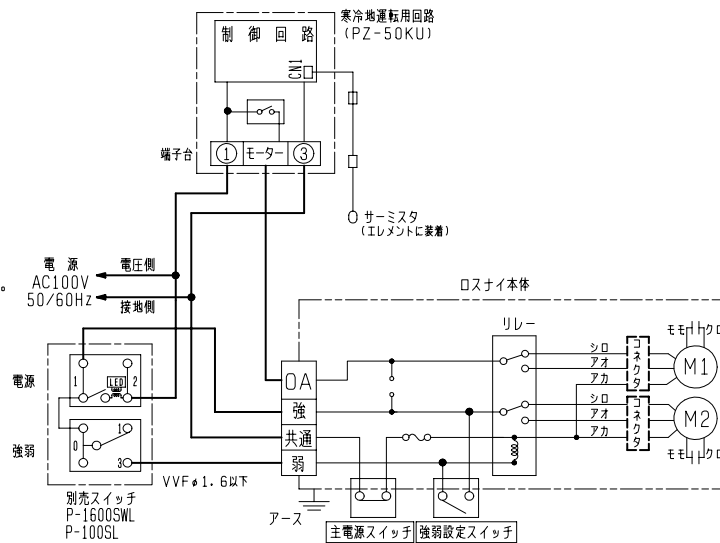 寒冷地運転用回路
(PZ-50KU)
制御回路
CN1
端子台
① モーター ③
サーミスタ
(エレメントに装着)
電源
AC100V
50/60Hz
電圧側
接地側
。
ロスナイ本体
リレー
シロ
アオ
アカ
コネクタ
モモ
クロ
M1
シロ
アオ
アカ
コネクタ
モモ
クロ
M2
電源
1
LED
2
OA
強
共通
弱
強弱
0
1
3
VVFφ1.6以下
別売スイッチ
P-1600SWL
P-100SL
アース
主電源スイッチ
強弱設定スイッチ